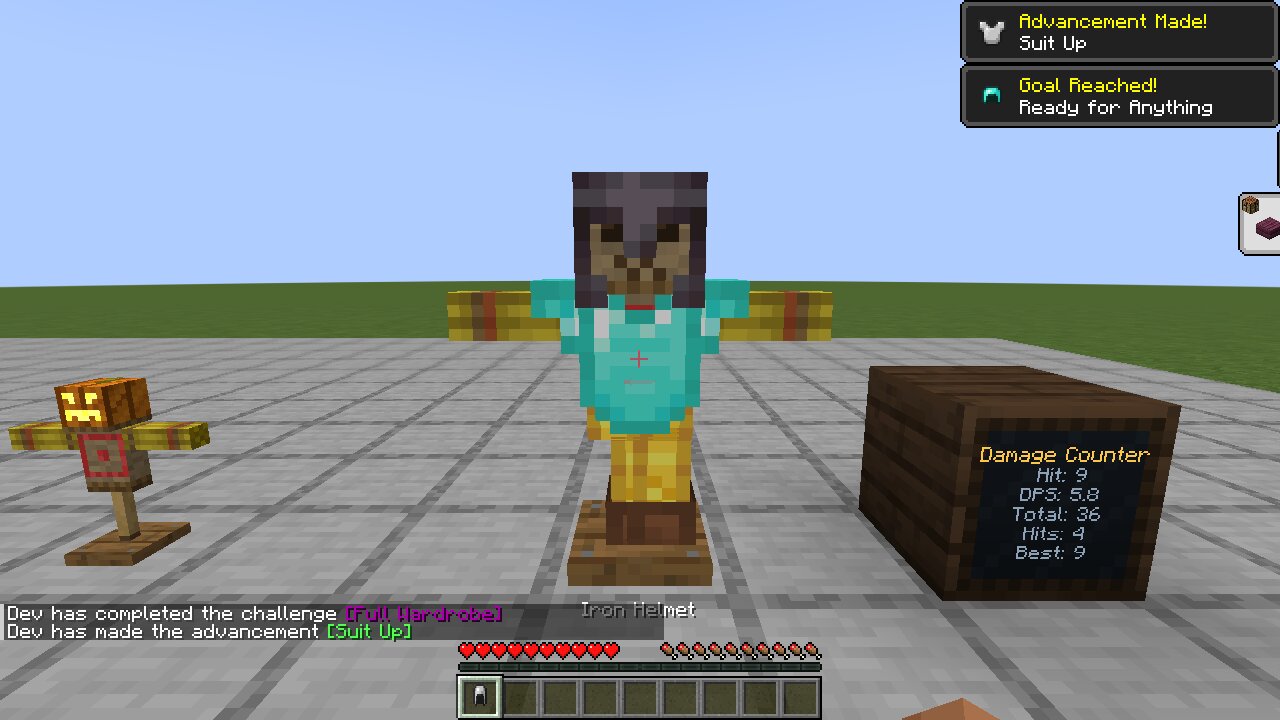 Advancement Made!
Suit Up
Goal Reached!
Ready for Anything
Damage Counter
Hit: 9
DPS: 5.8
Total: 36
Hits: 4
Best: 9
Dev has completed the challenge [Full Wardrobe]
Dev has made the advancement [Suit Up]
Iron Helmet